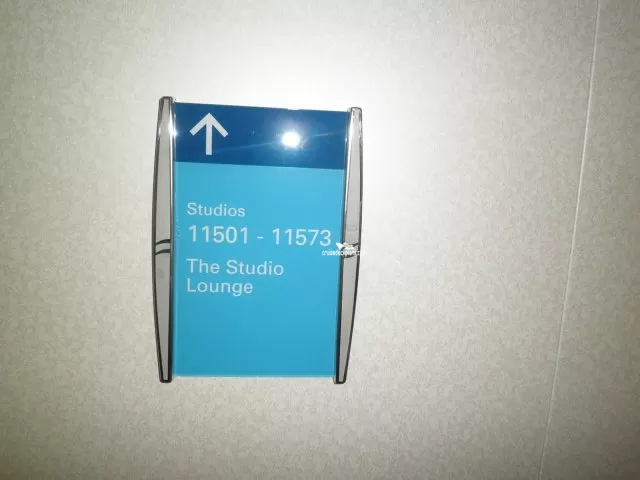 Studios
11501 - 11573
The Studio
Lounge